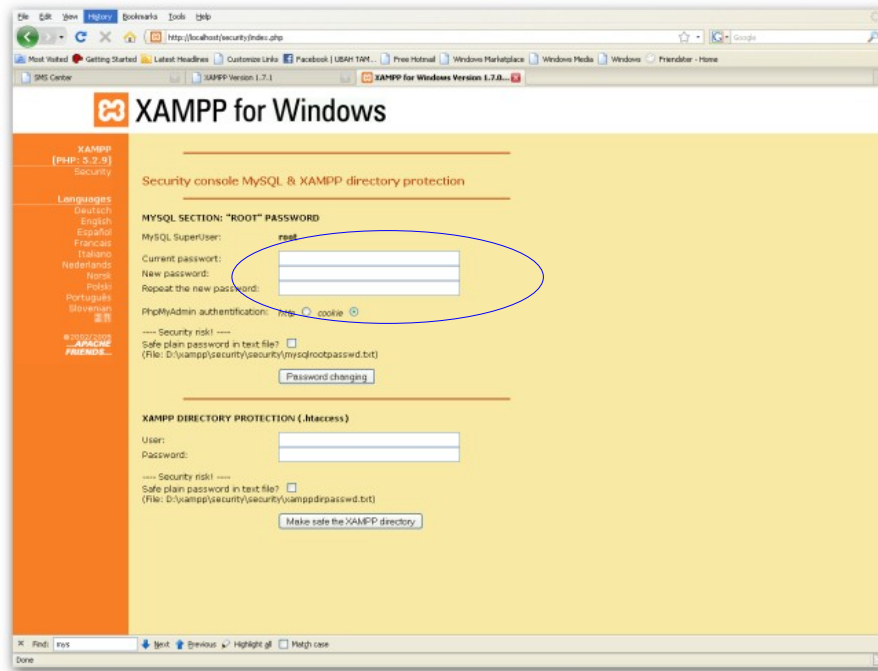 File Edit View History Bookmarks Tools Help
http://localhost/security/index.php
Google
Most Visited Getting Started Latest Headlines Customize Links Facebook | UBAH TAM... Free Hotmail Windows Marketplace Windows Media Windows Friendster - Home
SMS Center XAMPP Version 1.7.1 XAMPP for Windows Version 1.7.0...
XAMPP for Windows
XAMPP
[PHP: 5.2.9]
Security
Languages
Deutsch
English
Español
Francais
Italiano
Nederlands
Norsk
Polski
Português
Slovenian
©2002/2009
...APACHE
FRIENDS...
Security console MySQL & XAMPP directory protection
MYSQL SECTION: "ROOT" PASSWORD
MySQL SuperUser: root
Current passwort:
New password:
Repeat the new password:
PhpMyAdmin authentification: http cookie
---- Security risk! ----
Safe plain password in text file?
(File: D:\xampp\security\security\mysqlrootpasswd.txt)
Password changing
XAMPP DIRECTORY PROTECTION (.htaccess)
User:
Password:
---- Security risk! ----
Safe plain password in text file?
(File: D:\xampp\security\security\xamppdirpasswd.txt)
Make safe the XAMPP directory
Find: mys Next Previous Highlight all Match case
Done